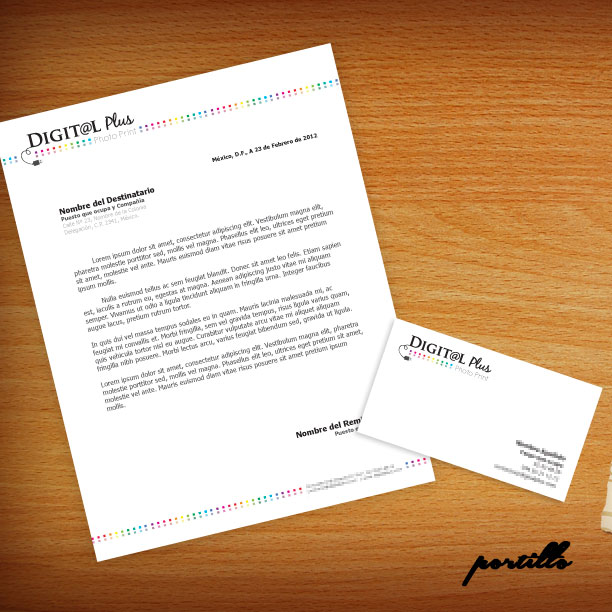 DIGIT@L Plus
Photo Print
México, D.F., A 23 de Febrero de 2012
Nombre del Destinatario
Puesto que ocupa y Compañía
Calle Nº 23, Nombre de la Colonia
Delegación, C.P. 2341, México.
Lorem ipsum dolor sit amet, consectetur adipiscing elit. Vestibulum magna elit,
pharetra molestie porttitor sed, mollis vel magna. Phasellus elit leo, ultrices eget pretium
sit amet, molestie vel ante. Mauris euismod diam vitae risus posuere sit amet pretium
ipsum mollis.
Nulla euismod tellus ac sem feugiat blandit. Donec sit amet leo felis. Etiam sapien
est, iaculis a rutrum eu, egestas at magna. Aenean adipiscing justo vitae mi aliquam
semper. Vivamus ut odio a ligula tincidunt aliquam in fringilla urna. Integer faucibus
augue lacus, pretium rutrum tortor.
In quis dui vel massa tempus sodales eu in quam. Mauris lacinia malesuada mi, ac
feugiat mi convallis et. Morbi fringilla, sem vel gravida tempus, risus ligula varius quam,
quis vehicula tortor nisl eu augue. Curabitur vulputate arcu vitae mi aliquet aliquam
fringilla nibh posuere. Morbi lectus arcu, varius feugiat bibendum sed, gravida ut ligula.
Lorem ipsum dolor sit amet, consectetur adipiscing elit. Vestibulum magna elit, pharetra
molestie porttitor sed, mollis vel magna. Phasellus elit leo, ultrices eget pretium sit amet,
molestie vel ante. Mauris euismod diam vitae risus posuere sit amet pretium ipsum
mollis.
Nombre del Rem
Puesto
DIGIT@L Plus
Photo Print
portillo